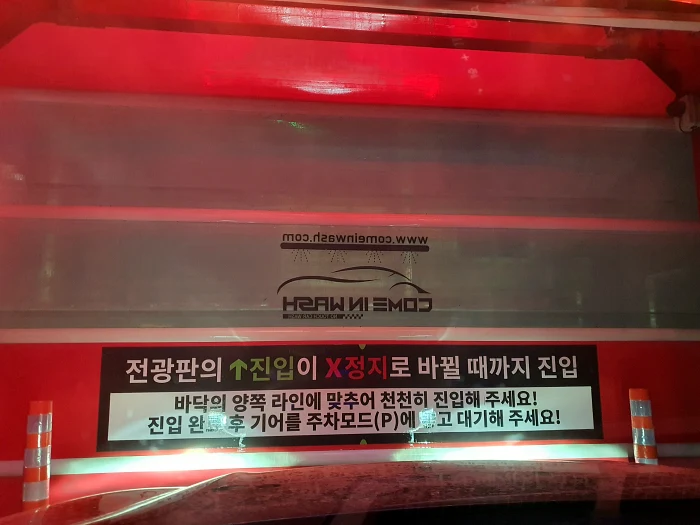 www.comeinwash.com
COME IN WASH
전광판의 ↑진입이 X정지로 바뀔 때까지 진입
바닥의 양쪽 라인에 맞추어 천천히 진입해 주세요!
진입 완료 후 기어를 주차모드(P)에 고 대기해 주세요!